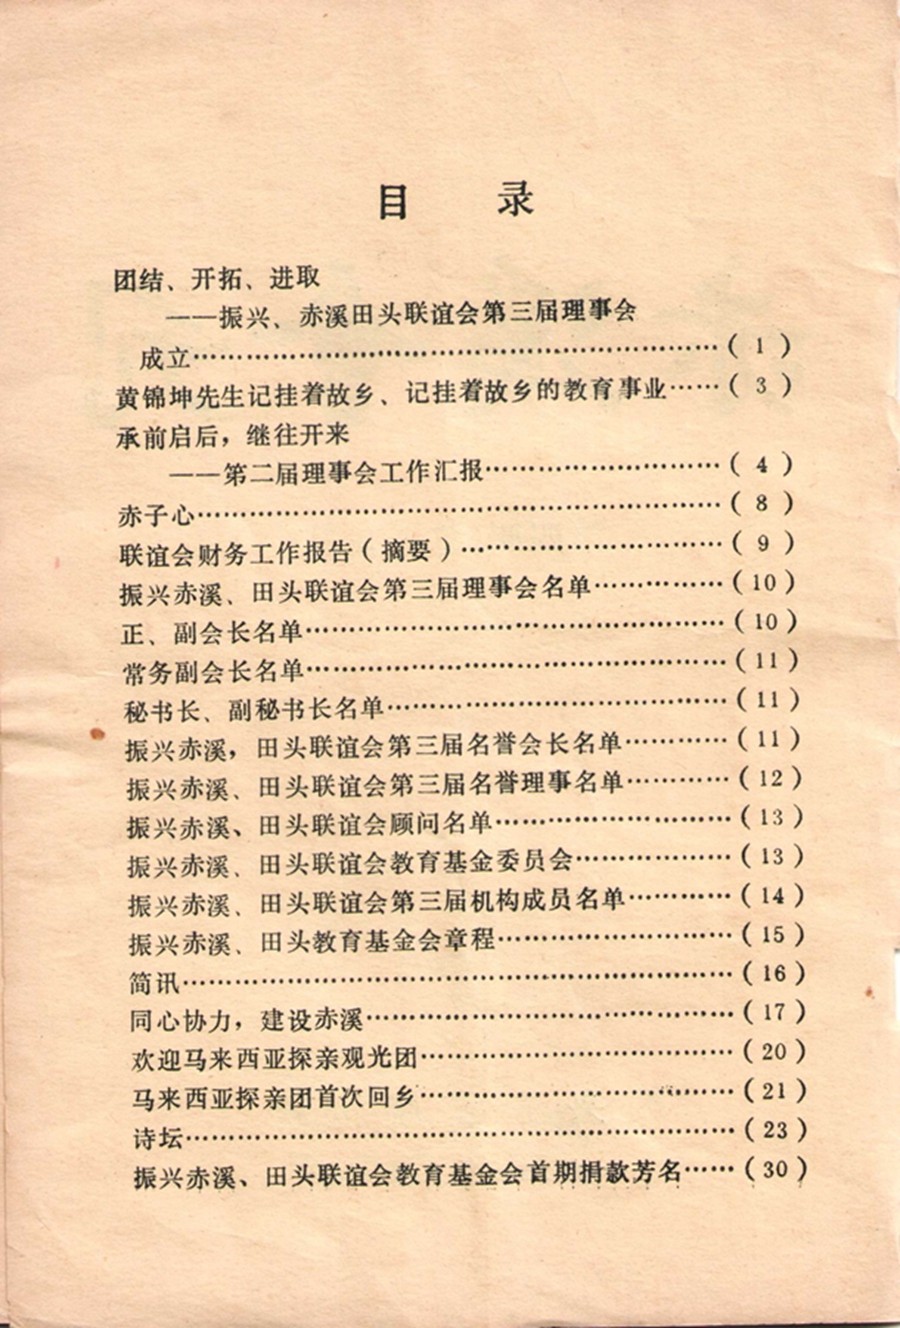 目 录
团结、开拓、进取
——振兴、赤溪田头联谊会第三届理事会
成立……………………………………………………(1)
黄锦坤先生记挂着故乡、记挂着故乡的教育事业……(3)
承前启后，继往开来
——第二届理事会工作汇报………………………(4)
赤子心……………………………………………………(8)
联谊会财务工作报告(摘要)…………………………(9)
振兴赤溪、田头联谊会第三届理事会名单……………(10)
正、副会长名单…………………………………………(10)
常务副会长名单…………………………………………(11)
秘书长、副秘书长名单…………………………………(11)
振兴赤溪，田头联谊会第三届名誉会长名单…………(11)
振兴赤溪、田头联谊会第三届名誉理事名单…………(12)
振兴赤溪、田头联谊会顾问名单………………………(13)
振兴赤溪、田头联谊会教育基金委员会………………(13)
振兴赤溪、田头联谊会第三届机构成员名单…………(14)
振兴赤溪、田头教育基金会章程………………………(15)
简讯………………………………………………………(16)
同心协力，建设赤溪……………………………………(17)
欢迎马来西亚探亲观光团………………………………(20)
马来西亚探亲团首次回乡………………………………(21)
诗坛………………………………………………………(23)
振兴赤溪、田头联谊会教育基金会首期捐款芳名……(30)